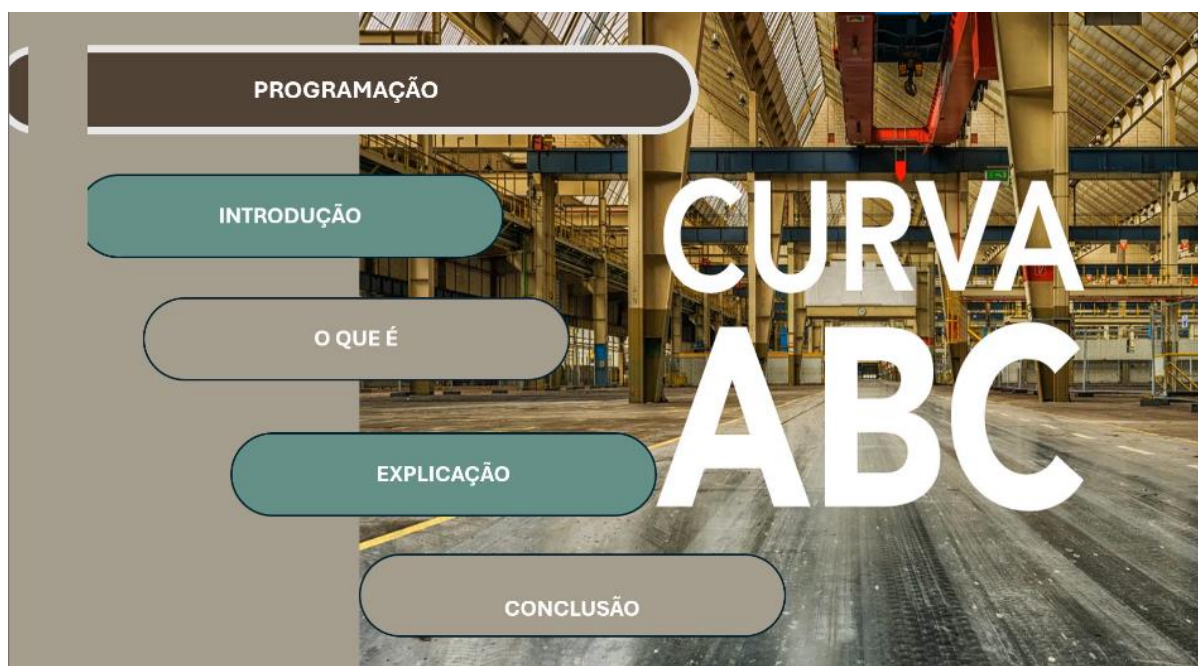 PROGRAMAÇÃO
INTRODUÇÃO
O QUE É
EXPLICAÇÃO
CONCLUSÃO
CURVA
ABC